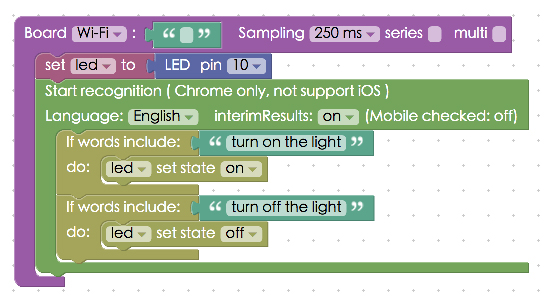 Board Wi-Fi : “ ” Sampling 250 ms series multi
set led to LED pin 10
Start recognition ( Chrome only, not support iOS )
Language: English interimResults: on (Mobile checked: off)
If words include: “ turn on the light ”
do: led set state on
If words include: “ turn off the light ”
do: led set state off